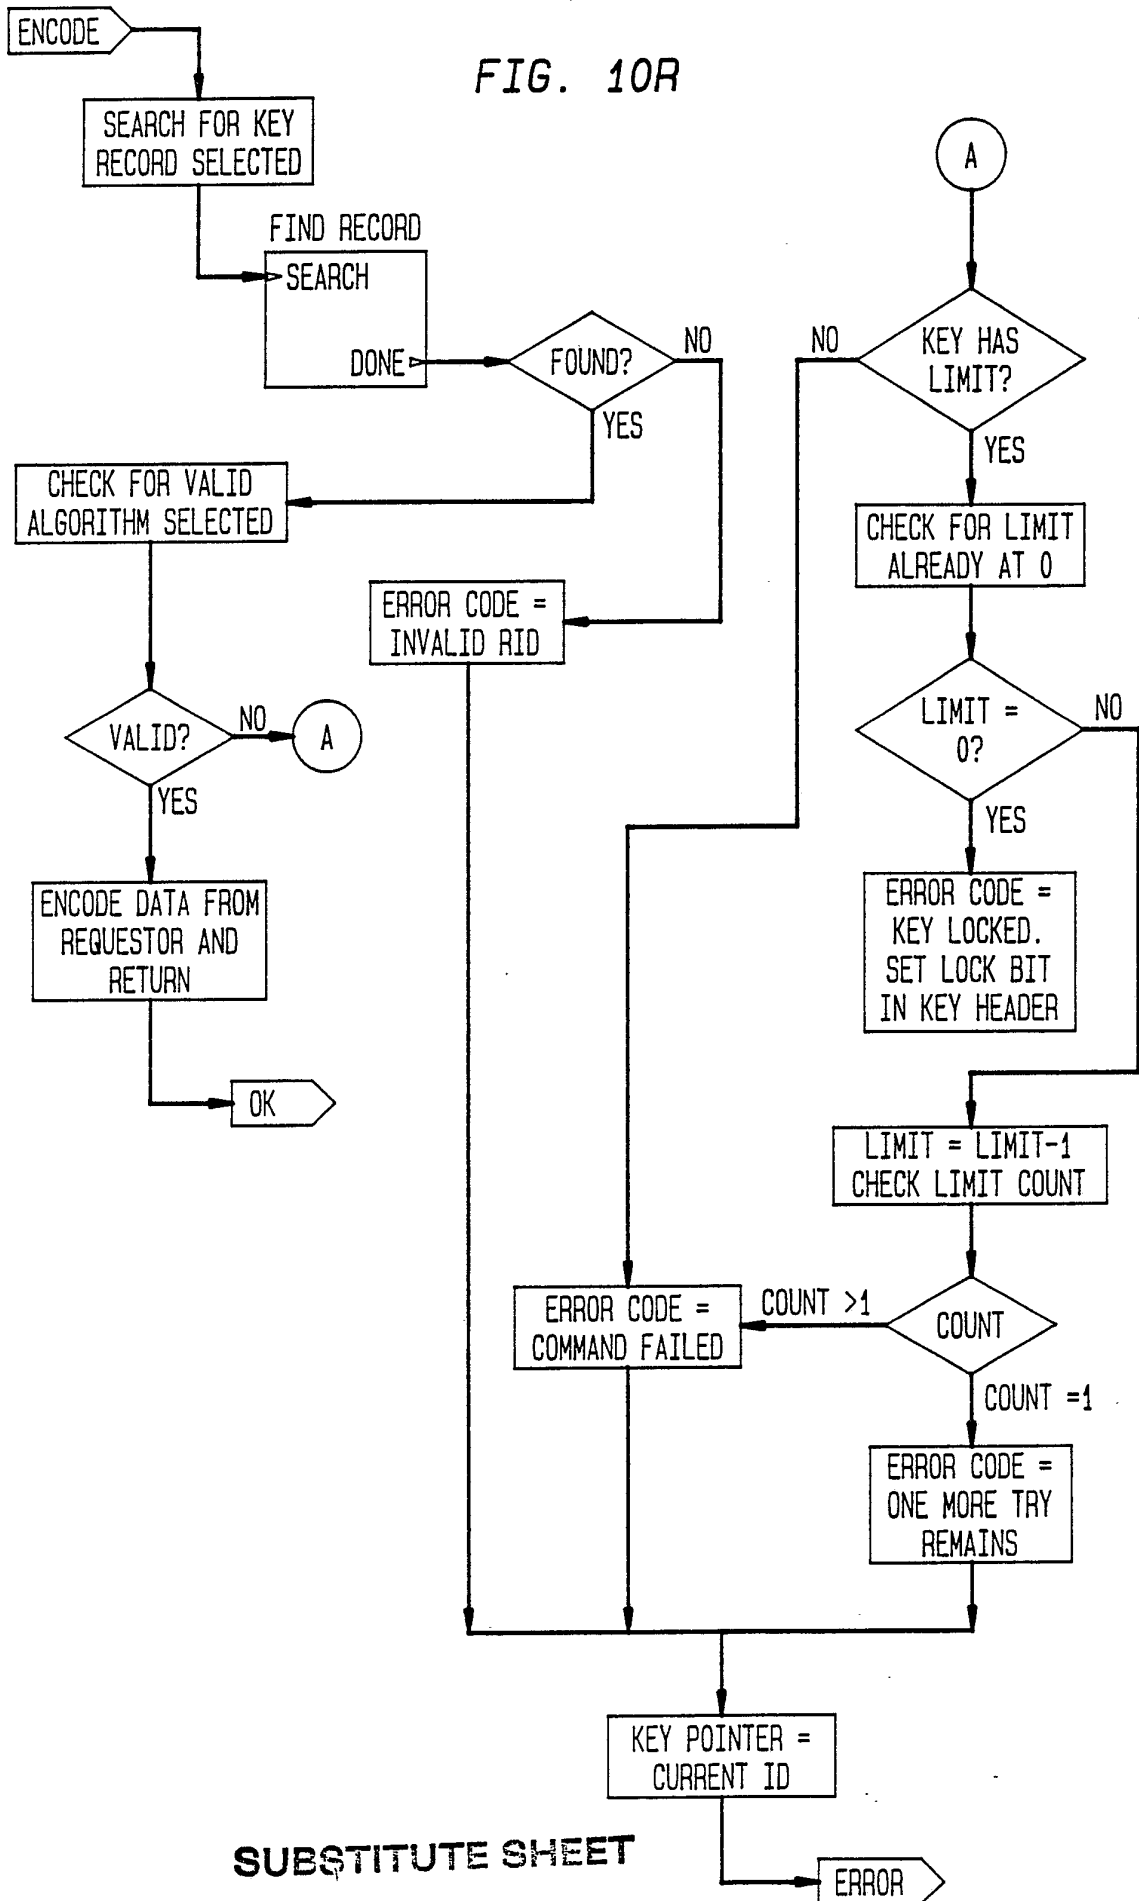 ENCODE
FIG. 10R
SEARCH FOR KEY
RECORD SELECTED
A
FIND RECORD
SEARCH
DONE
FOUND?
NO
YES
NO
KEY HAS
LIMIT?
YES
CHECK FOR VALID
ALGORITHM SELECTED
CHECK FOR LIMIT
ALREADY AT 0
ERROR CODE =
INVALID RID
VALID?
NO
A
YES
LIMIT =
0?
NO
YES
ENCODE DATA FROM
REQUESTOR AND
RETURN
ERROR CODE =
KEY LOCKED.
SET LOCK BIT
IN KEY HEADER
OK
LIMIT = LIMIT-1
CHECK LIMIT COUNT
ERROR CODE =
COMMAND FAILED
COUNT >1
COUNT
COUNT =1
ERROR CODE =
ONE MORE TRY
REMAINS
KEY POINTER =
CURRENT ID
SUBSTITUTE SHEET
ERROR